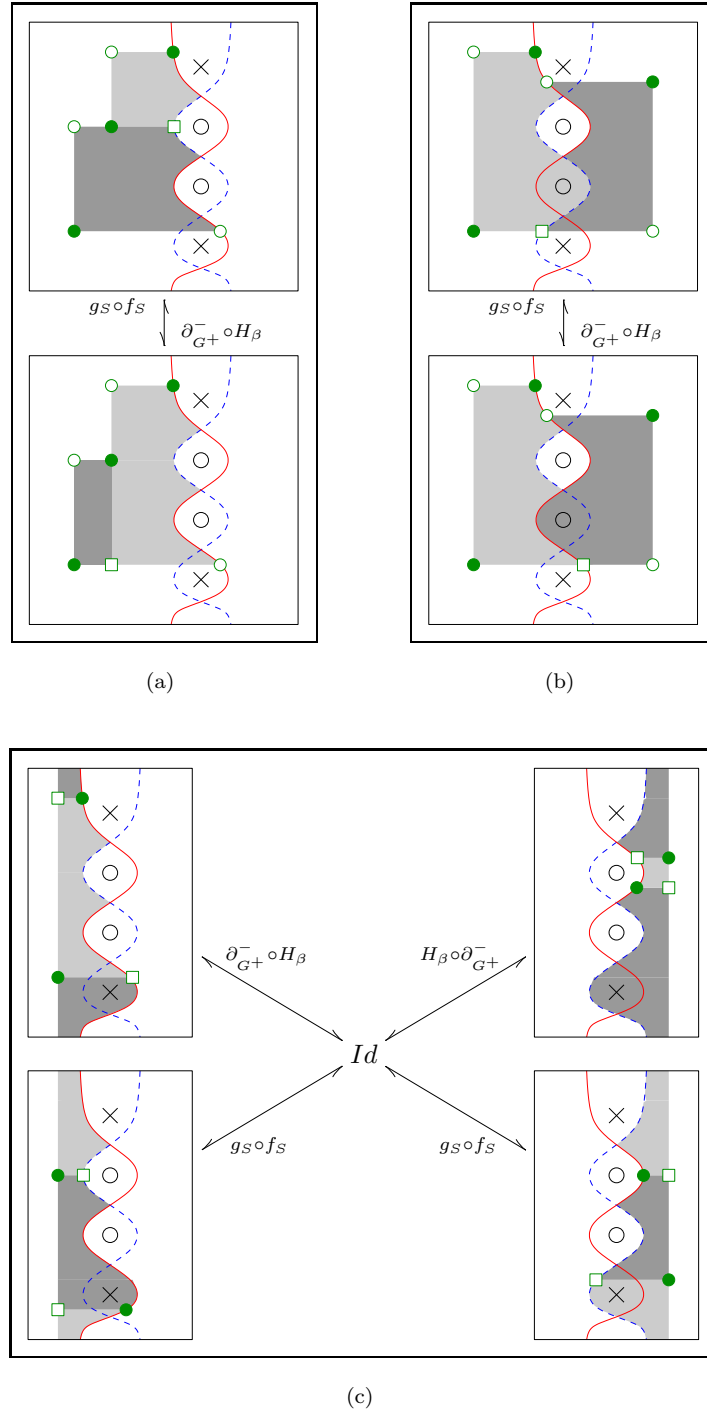 g_S∘f_S
∂⁻_{G+}∘H_β
g_S∘f_S
∂⁻_{G+}∘H_β
(a)
(b)
∂⁻_{G+}∘H_β
H_β∘∂⁻_{G+}
Id
g_S∘f_S
g_S∘f_S
(c)